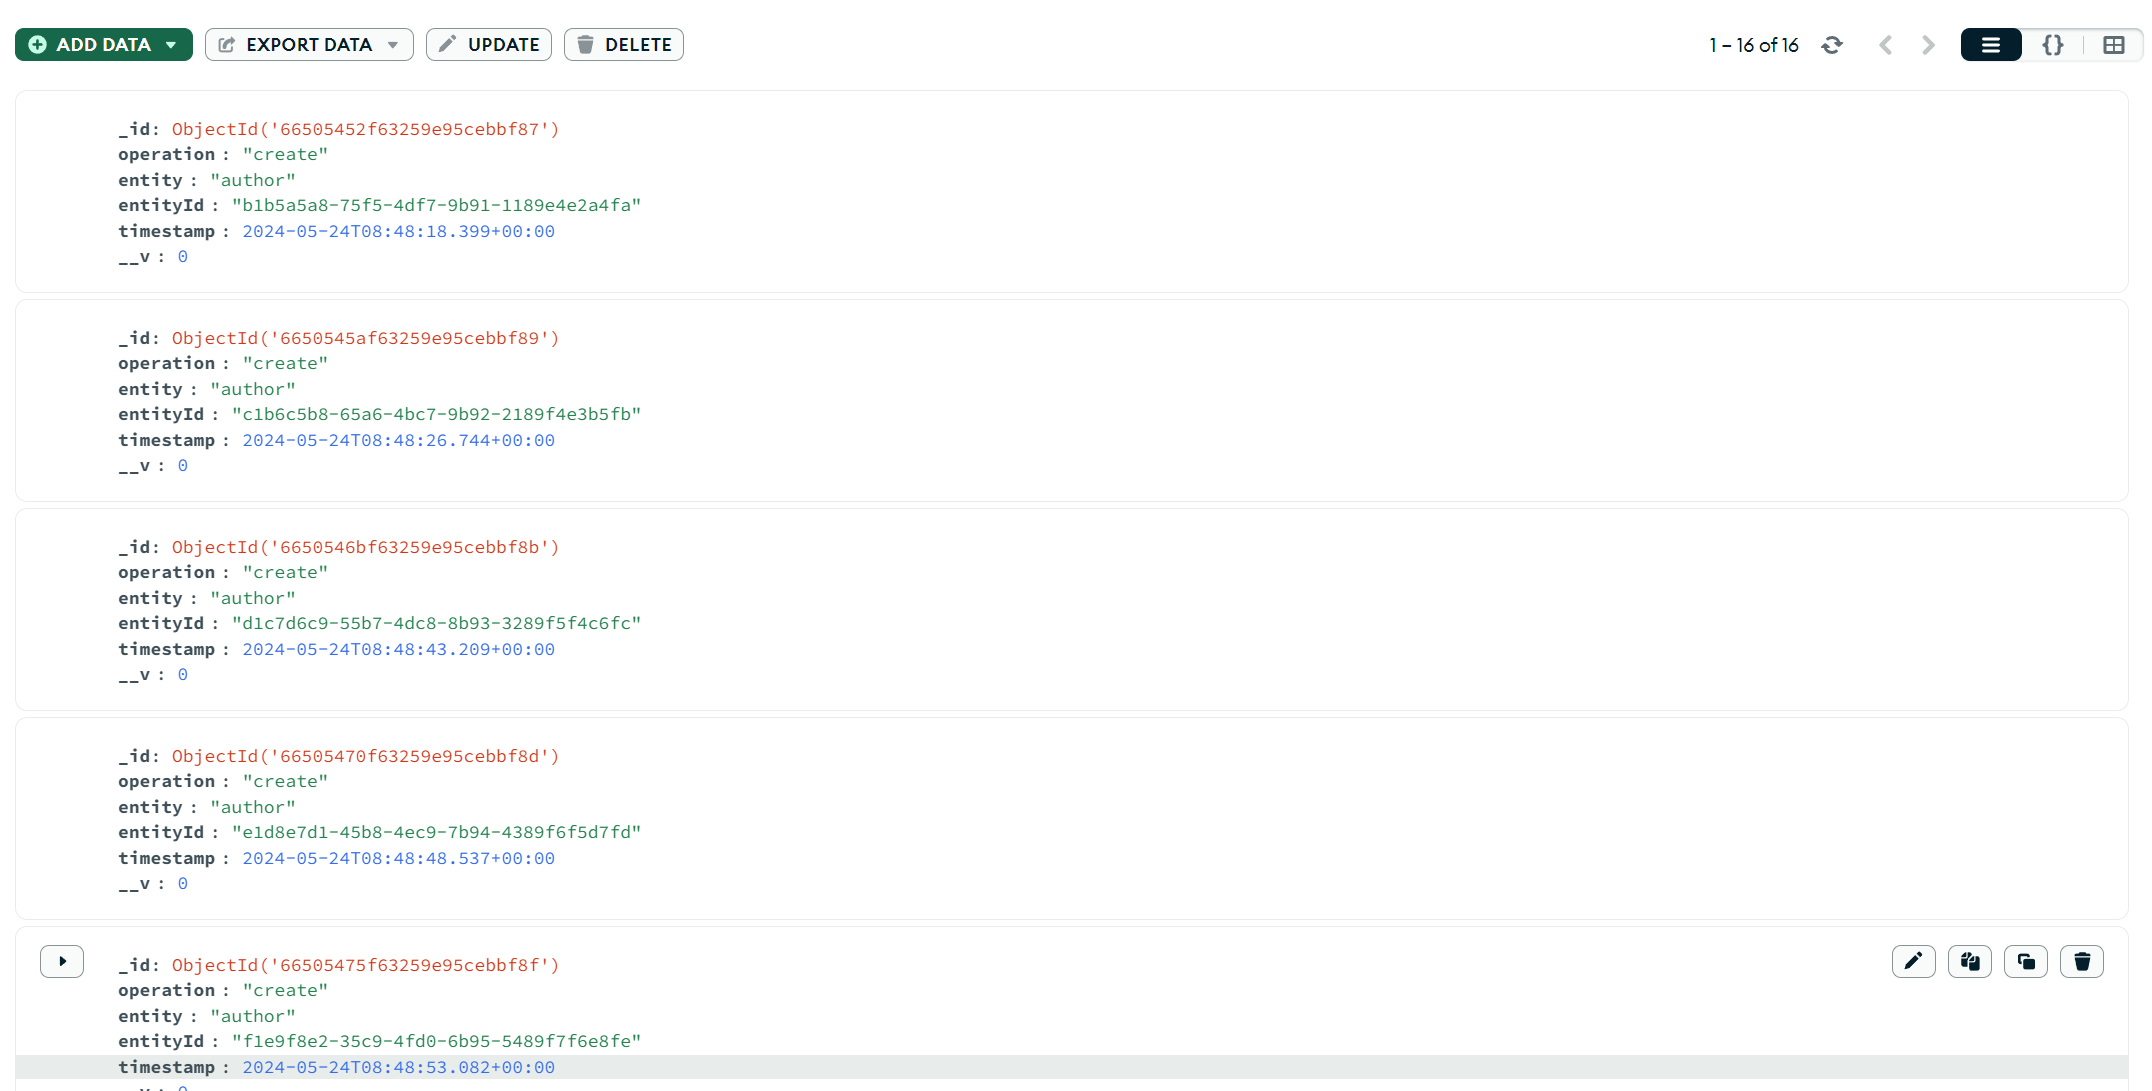 ADD DATA EXPORT DATA UPDATE DELETE 1 – 16 of 16 {}
_id: ObjectId('66505452f63259e95cebbf87')
operation : "create"
entity : "author"
entityId : "b1b5a5a8-75f5-4df7-9b91-1189e4e2a4fa"
timestamp : 2024-05-24T08:48:18.399+00:00
__v : 0
_id: ObjectId('6650545af63259e95cebbf89')
operation : "create"
entity : "author"
entityId : "c1b6c5b8-65a6-4bc7-9b92-2189f4e3b5fb"
timestamp : 2024-05-24T08:48:26.744+00:00
__v : 0
_id: ObjectId('6650546bf63259e95cebbf8b')
operation : "create"
entity : "author"
entityId : "d1c7d6c9-55b7-4dc8-8b93-3289f5f4c6fc"
timestamp : 2024-05-24T08:48:43.209+00:00
__v : 0
_id: ObjectId('66505470f63259e95cebbf8d')
operation : "create"
entity : "author"
entityId : "e1d8e7d1-45b8-4ec9-7b94-4389f6f5d7fd"
timestamp : 2024-05-24T08:48:48.537+00:00
__v : 0
_id: ObjectId('66505475f63259e95cebbf8f')
operation : "create"
entity : "author"
entityId : "f1e9f8e2-35c9-4fd0-6b95-5489f7f6e8fe"
timestamp : 2024-05-24T08:48:53.082+00:00
__v : 0